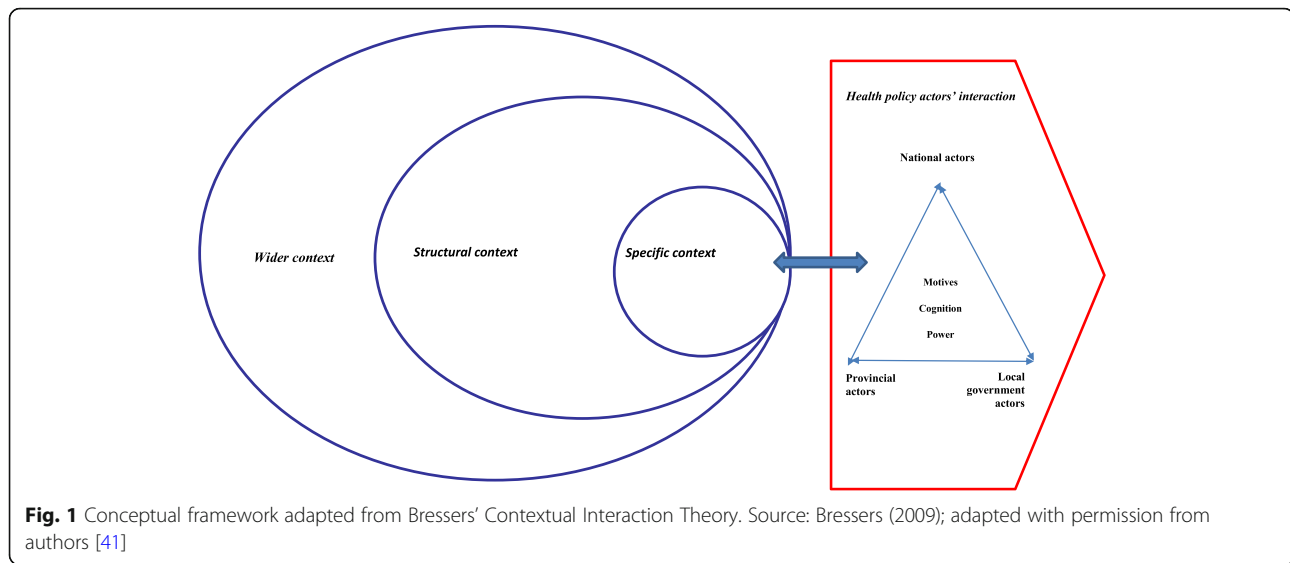 Health policy actors' interaction
National actors
Wider context
Structural context
Specific context
Motives
Cognition
Power
Provincial
actors
Local
government
actors
Fig. 1 Conceptual framework adapted from Bressers' Contextual Interaction Theory. Source: Bressers (2009); adapted with permission from
authors [41]